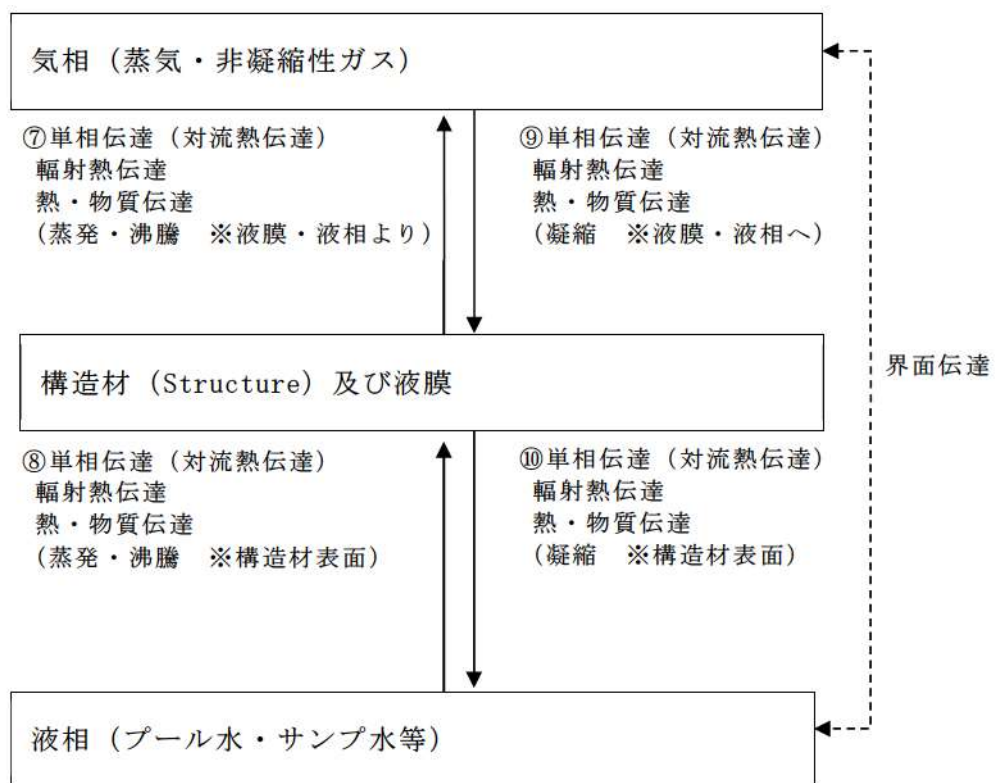 気相（蒸気・非凝縮性ガス）
⑦単相伝達（対流熱伝達）
輻射熱伝達
熱・物質伝達
(蒸発・沸騰　※液膜・液相より)
⑨単相伝達（対流熱伝達）
輻射熱伝達
熱・物質伝達
(凝縮　※液膜・液相へ)
構造材（Structure）及び液膜
界面伝達
⑧単相伝達（対流熱伝達）
輻射熱伝達
熱・物質伝達
(蒸発・沸騰　※構造材表面)
⑩単相伝達（対流熱伝達）
輻射熱伝達
熱・物質伝達
(凝縮　※構造材表面)
液相（プール水・サンプ水等）